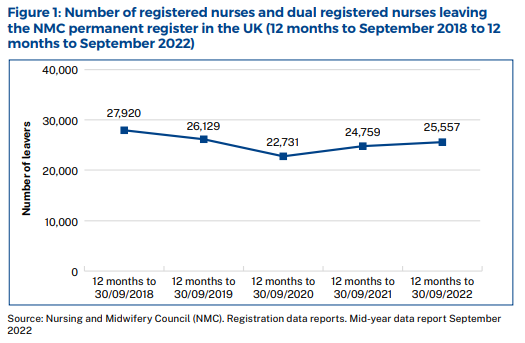 Figure 1: Number of registered nurses and dual registered nurses leaving
the NMC permanent register in the UK (12 months to September 2018 to 12
months to September 2022)
40,000
30,000
20,000
10,000
0
Number of leavers
27,920
26,129
22,731
24,759
25,557
12 months to
30/09/2018
12 months to
30/09/2019
12 months to
30/09/2020
12 months to
30/09/2021
12 months to
30/09/2022
Source: Nursing and Midwifery Council (NMC). Registration data reports. Mid-year data report September
2022